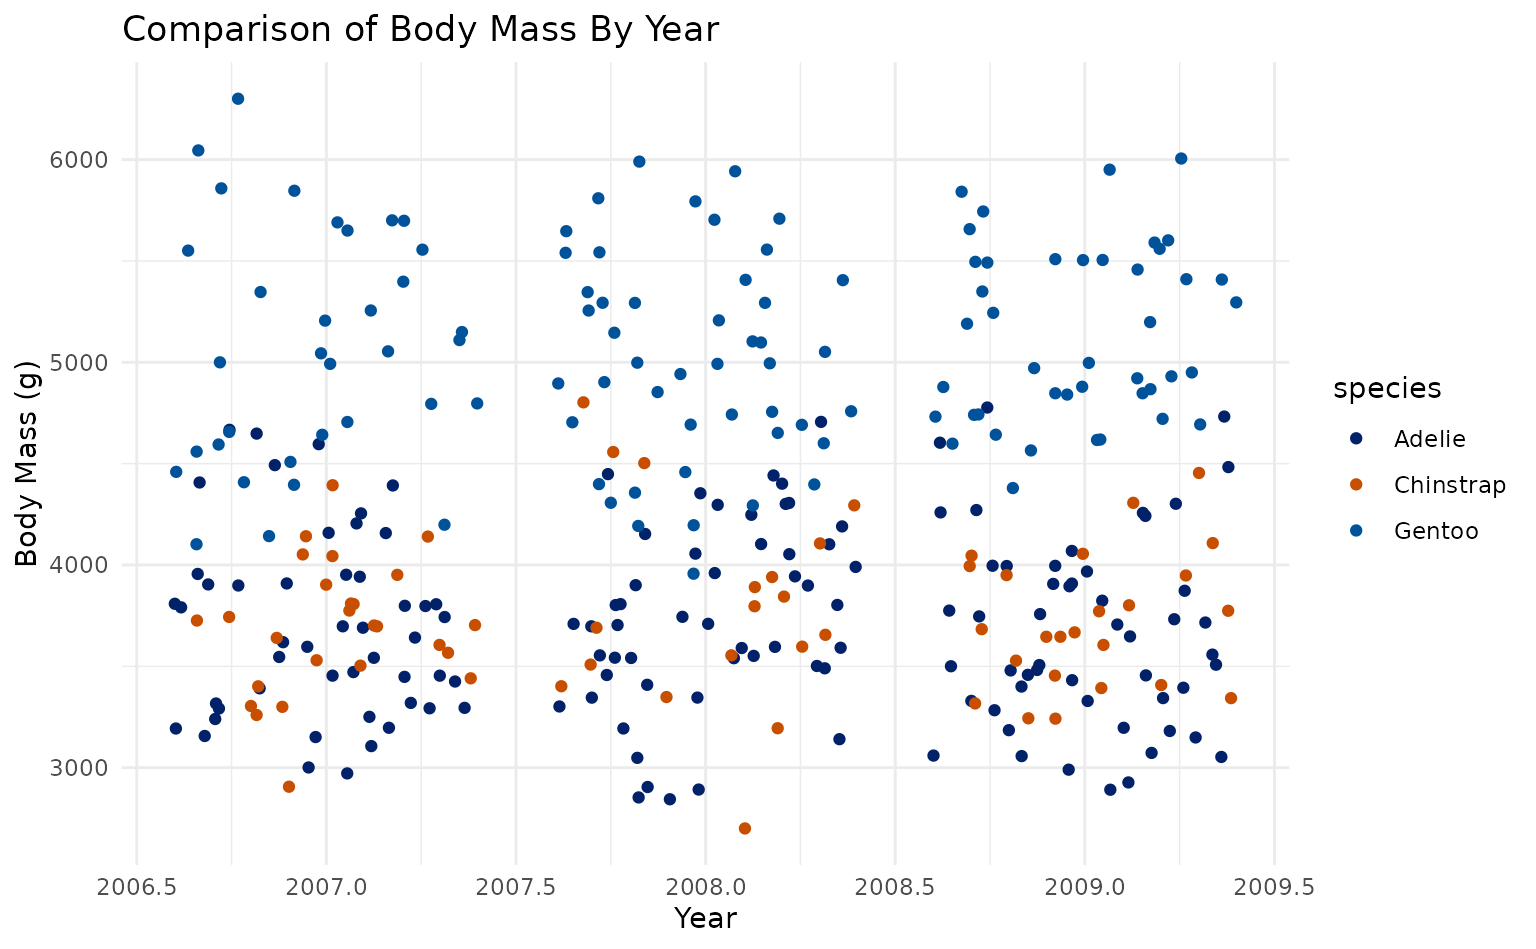 Comparison of Body Mass By Year
6000
5000
4000
3000
Body Mass (g)
2006.5 2007.0 2007.5 2008.0 2008.5 2009.0 2009.5
Year
species
Adelie
Chinstrap
Gentoo